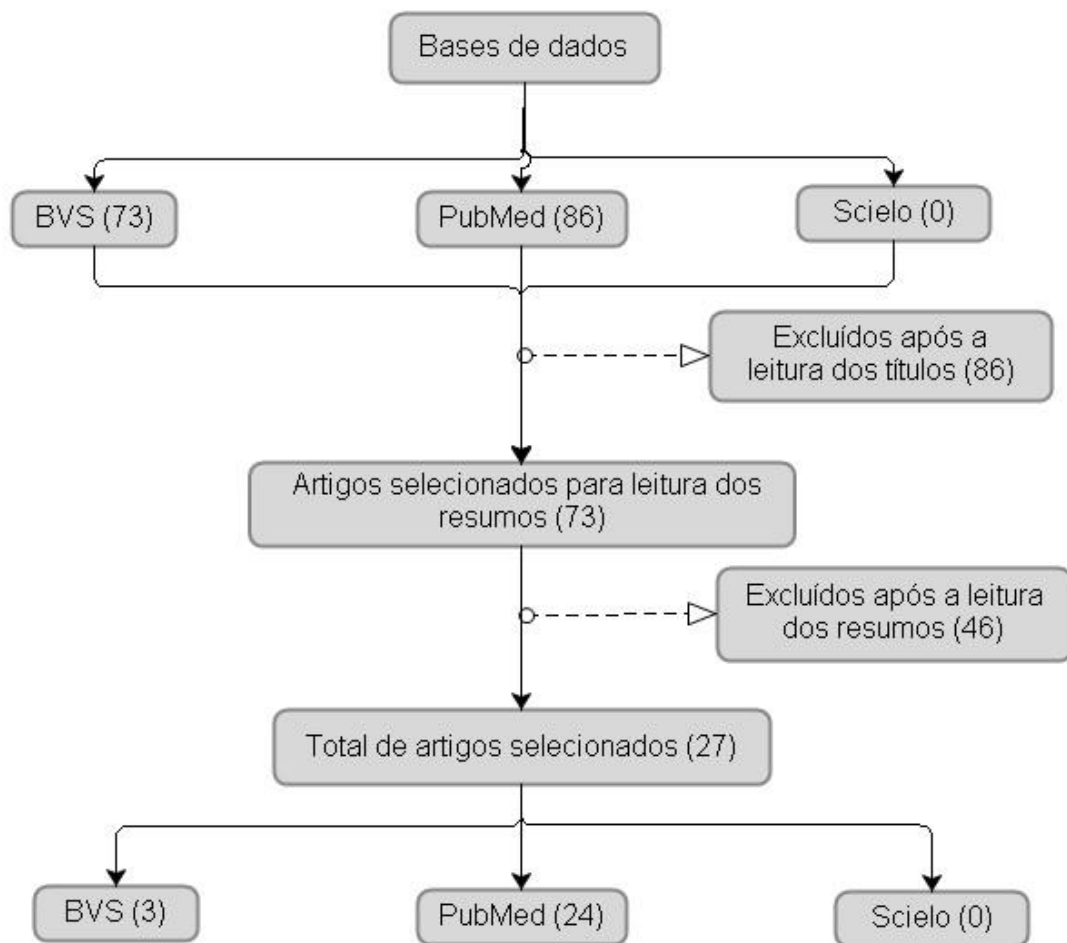 Bases de dados
BVS (73)
PubMed (86)
Scielo (0)
Excluídos após a
leitura dos títulos (86)
Artigos selecionados para leitura dos
resumos (73)
Excluídos após a leitura
dos resumos (46)
Total de artigos selecionados (27)
BVS (3)
PubMed (24)
Scielo (0)